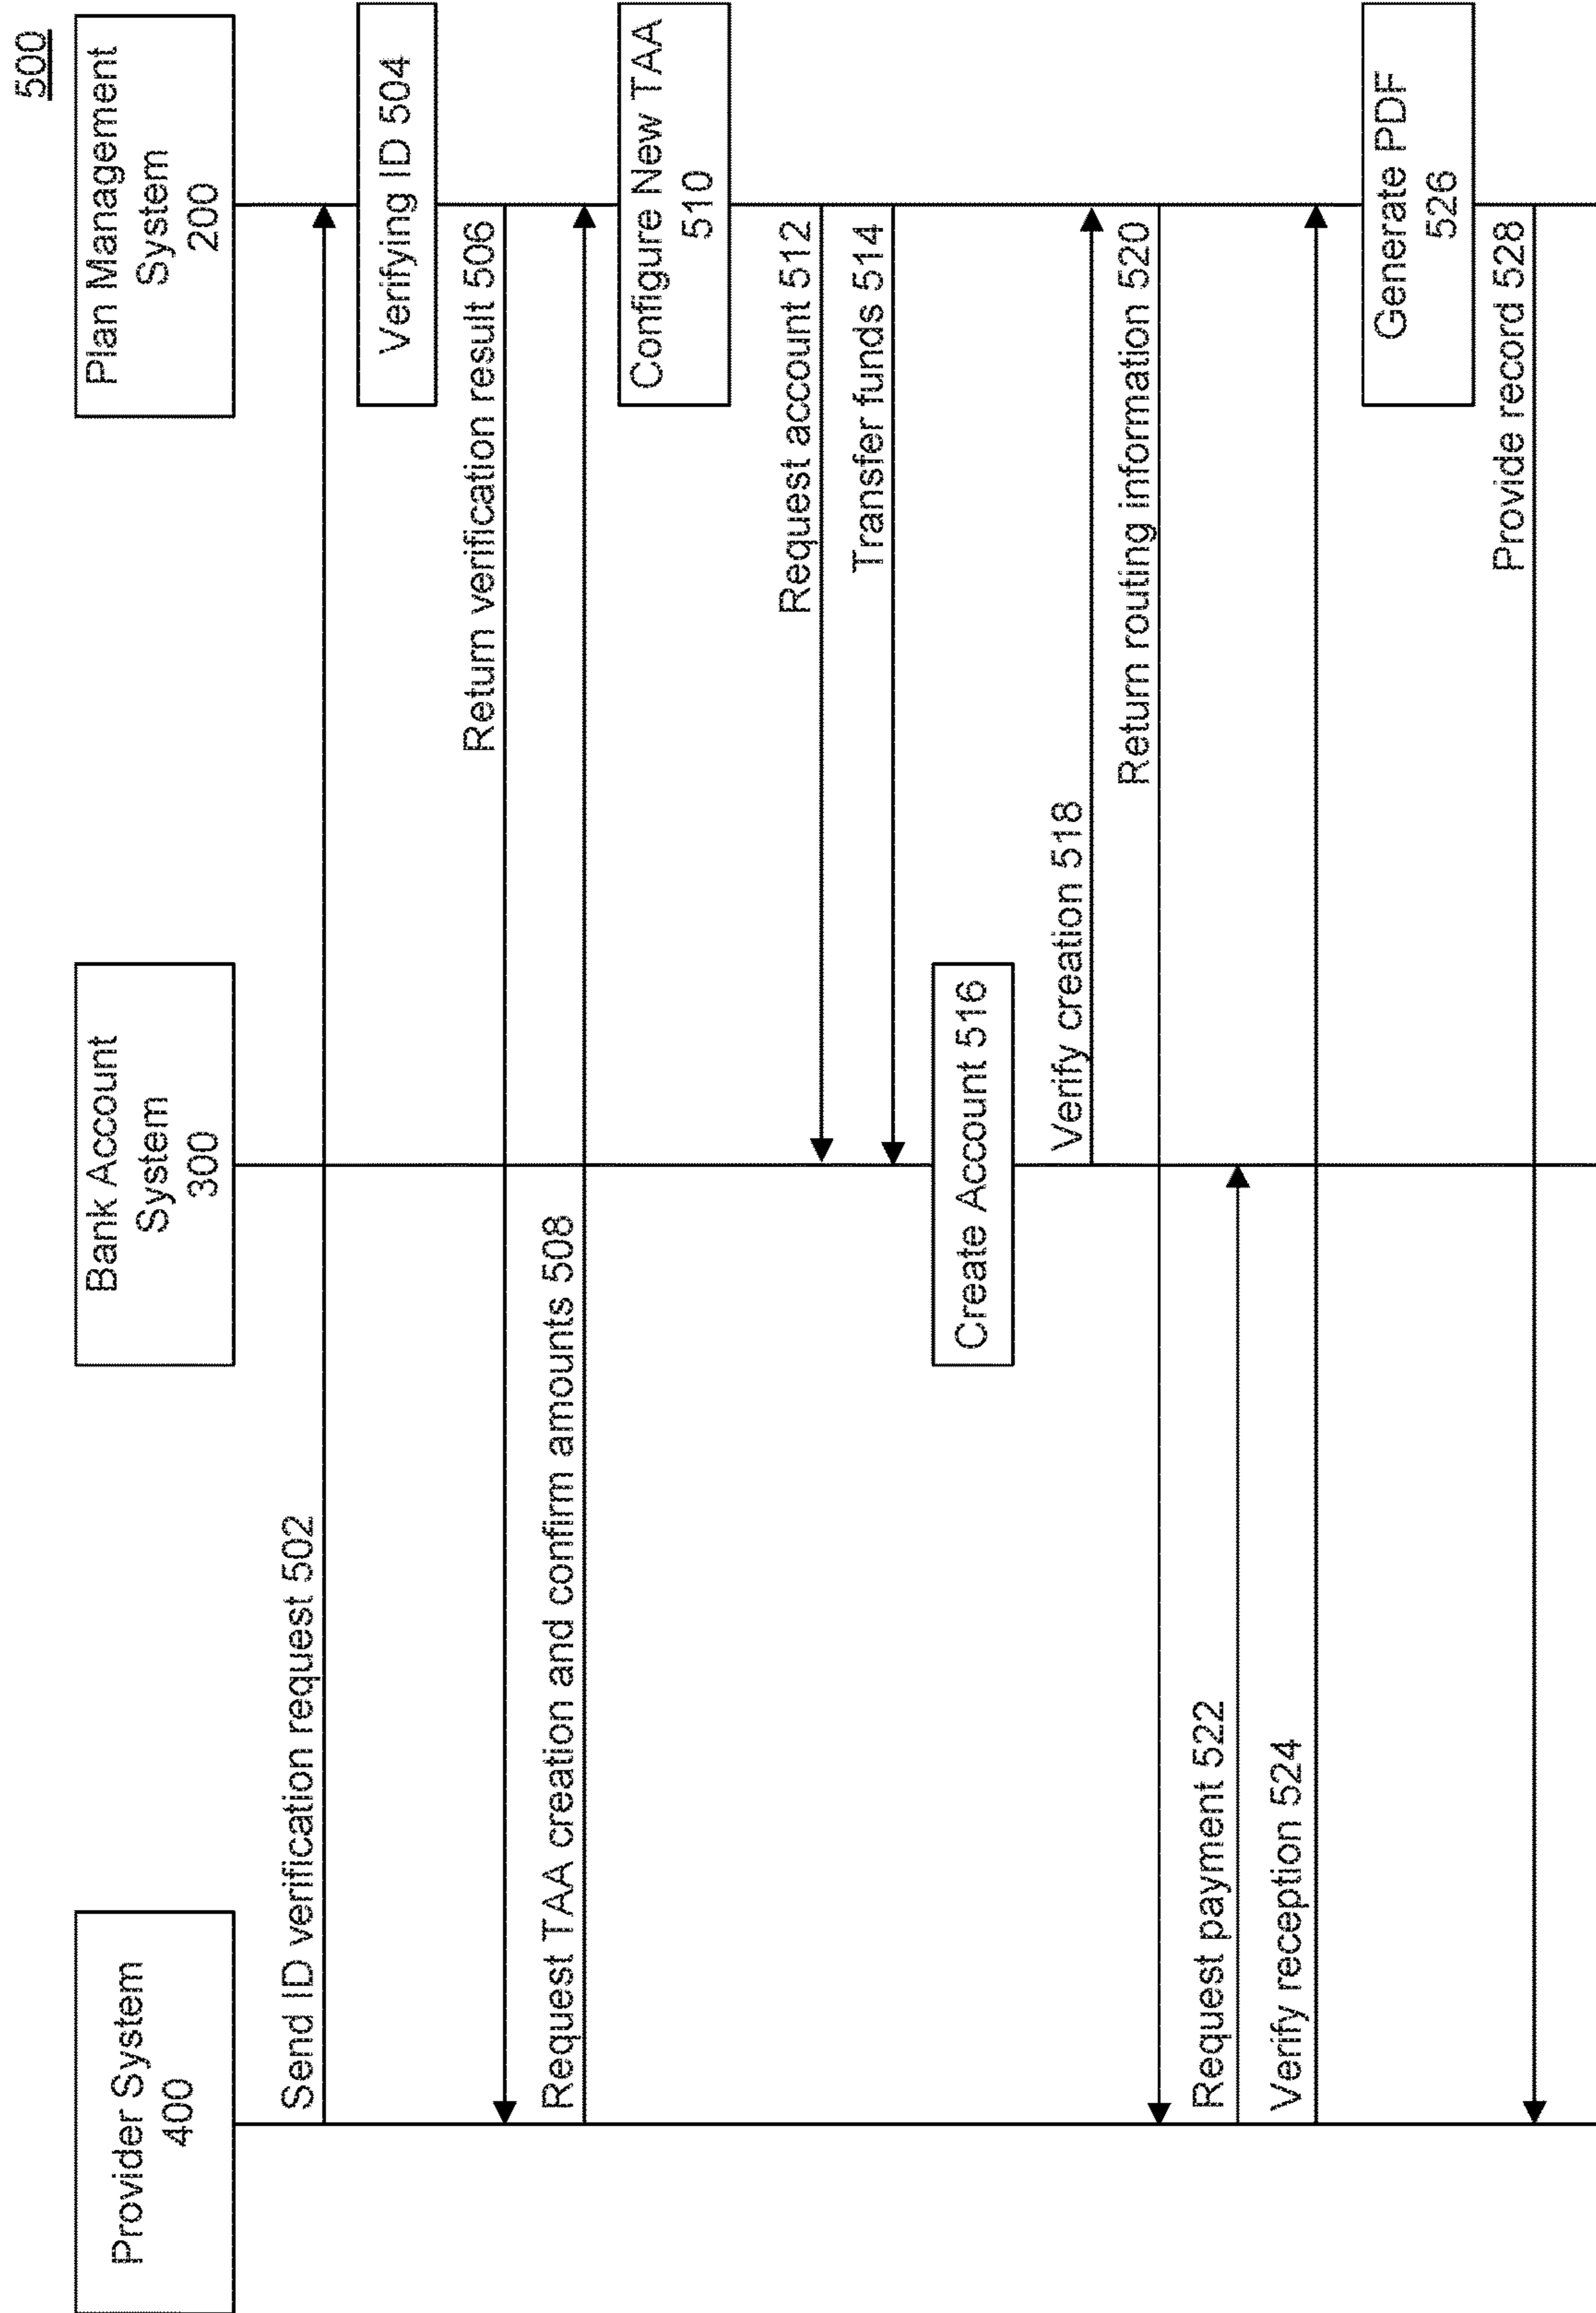 500
Provider System
400
Bank Account
System
300
Plan Management
System
200
Send ID verification request 502
Verifying ID 504
Return verification result 506
Request TAA creation and confirm amounts 508
Configure New TAA
510
Request account 512
Transfer funds 514
Create Account 516
Verify creation 518
Return routing information 520
Request payment 522
Verify reception 524
Generate PDF
526
Provide record 528